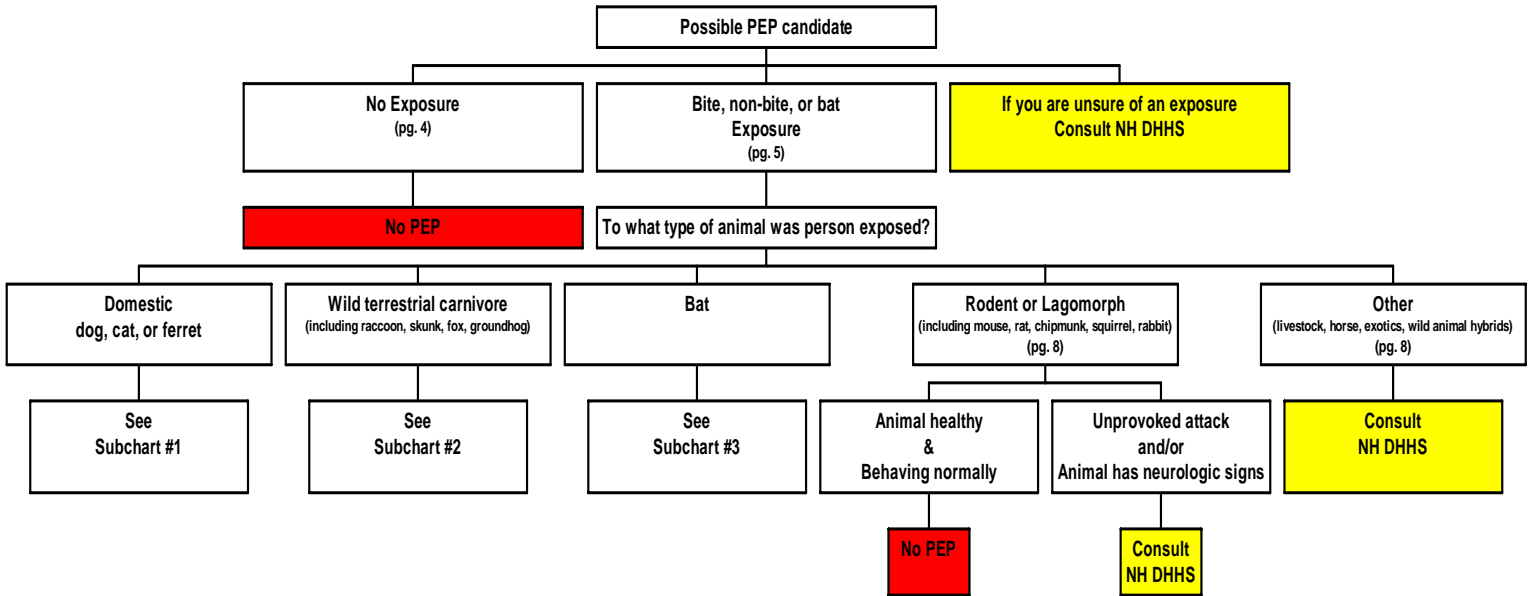 Possible PEP candidate
No Exposure
(pg. 4)
Bite, non-bite, or bat
Exposure
(pg. 5)
If you are unsure of an exposure
Consult NH DHHS
No PEP
To what type of animal was person exposed?
Domestic
dog, cat, or ferret
Wild terrestrial carnivore
(including raccoon, skunk, fox, groundhog)
Bat
Rodent or Lagomorph
(including mouse, rat, chipmunk, squirrel, rabbit)
(pg. 8)
Other
(livestock, horse, exotics, wild animal hybrids)
(pg. 8)
See
Subchart #1
See
Subchart #2
See
Subchart #3
Animal healthy
&
Behaving normally
Unprovoked attack
and/or
Animal has neurologic signs
Consult
NH DHHS
No PEP
Consult
NH DHHS